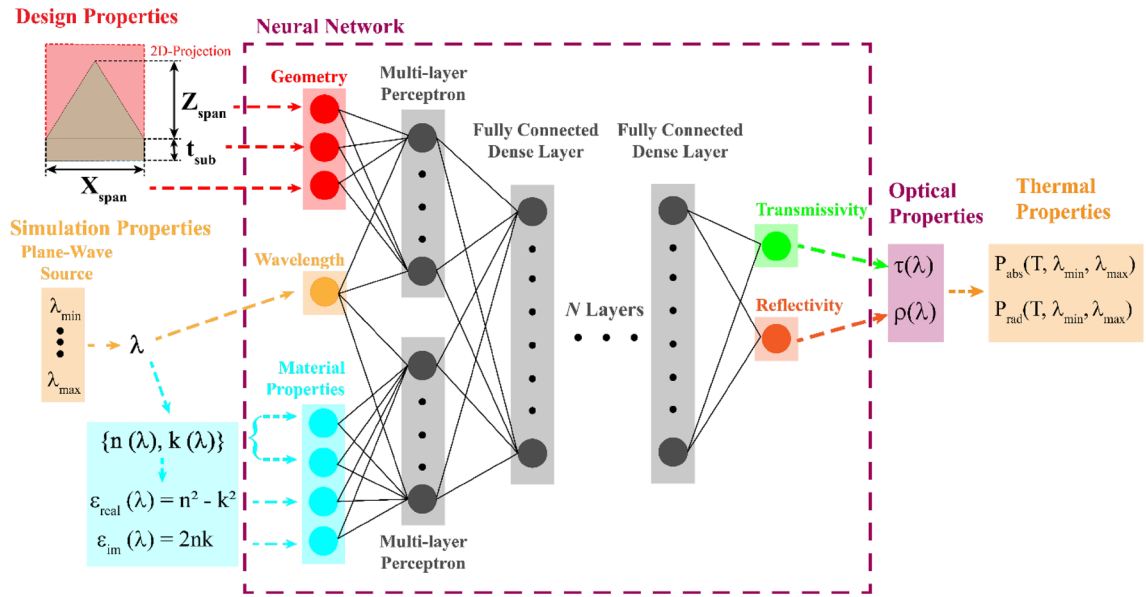 Design Properties
2D-Projection
Z_span
t_sub
X_span
Simulation Properties
Plane-Wave
Source
λ_min
λ_max
λ
{n (λ), k (λ)}
ε_real (λ) = n² - k²
ε_im (λ) = 2nk
Neural Network
Geometry
Wavelength
Material
Properties
Multi-layer
Perceptron
Multi-layer
Perceptron
Fully Connected
Dense Layer
N Layers
Fully Connected
Dense Layer
Transmissivity
Reflectivity
Optical
Properties
τ(λ)
ρ(λ)
Thermal
Properties
P_abs(T, λ_min, λ_max)
P_rad(T, λ_min, λ_max)